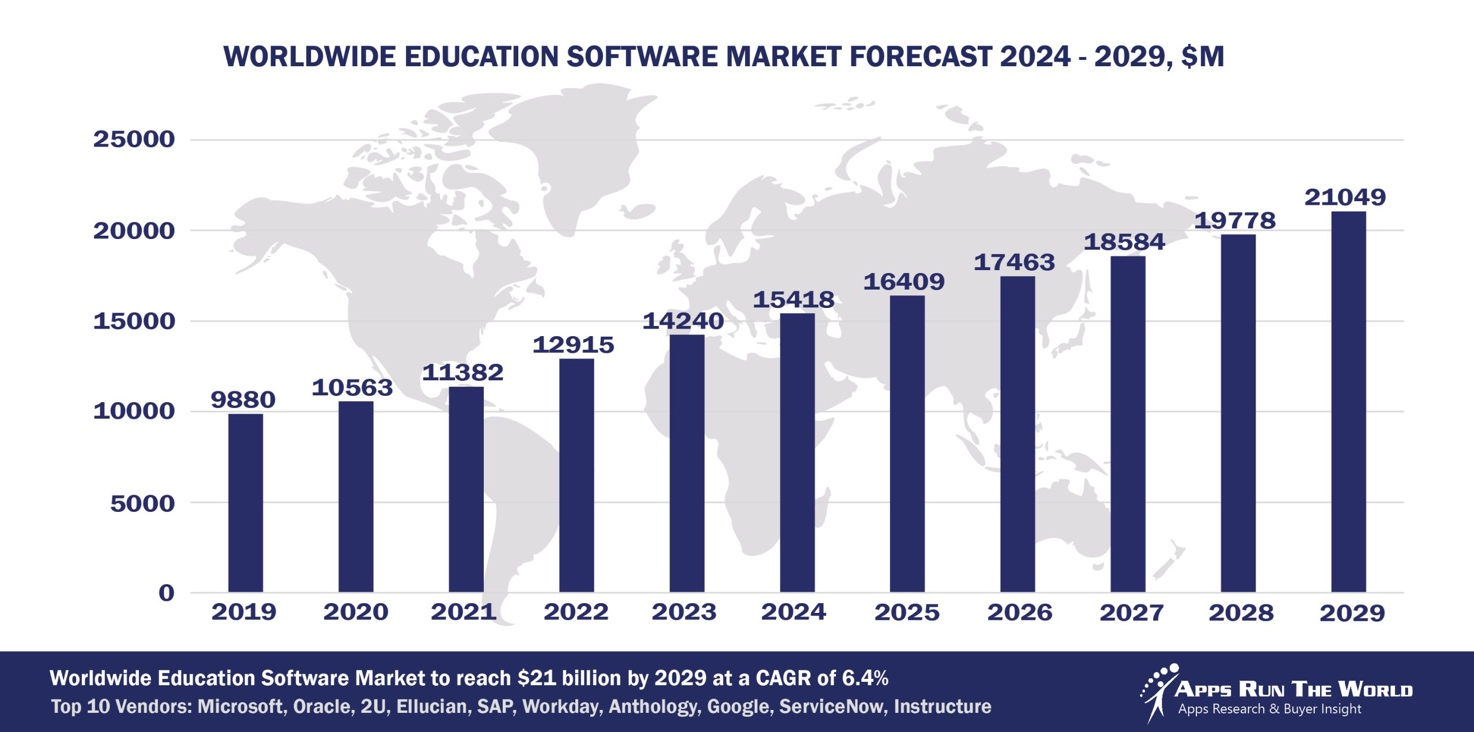 WORLDWIDE EDUCATION SOFTWARE MARKET FORECAST 2024 - 2029, $M
25000
20000
15000
10000
5000
0
9880
10563
11382
12915
14240
15418
16409
17463
18584
19778
21049
2019 2020 2021 2022 2023 2024 2025 2026 2027 2028 2029
Worldwide Education Software Market to reach $21 billion by 2029 at a CAGR of 6.4%
Top 10 Vendors: Microsoft, Oracle, 2U, Ellucian, SAP, Workday, Anthology, Google, ServiceNow, Instructure
APPS RUN THE WORLD
Apps Research & Buyer Insight